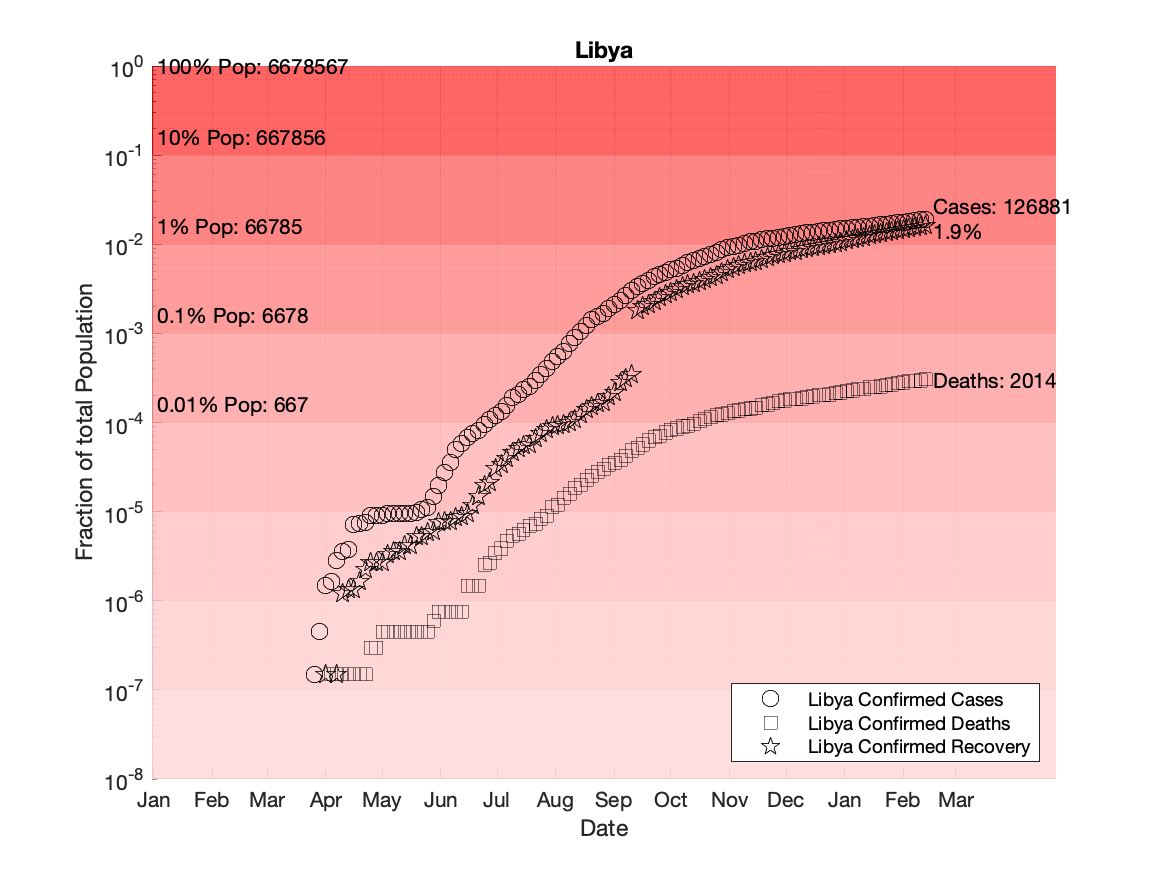 Libya
10^0
100% Pop: 6678567
10% Pop: 667856
10^-1
1% Pop: 66785
10^-2
0.1% Pop: 6678
10^-3
0.01% Pop: 667
10^-4
10^-5
10^-6
10^-7
10^-8
Fraction of total Population
Cases: 126881
1.9%
Deaths: 2014
Libya Confirmed Cases
Libya Confirmed Deaths
Libya Confirmed Recovery
Jan Feb Mar Apr May Jun Jul Aug Sep Oct Nov Dec Jan Feb Mar
Date